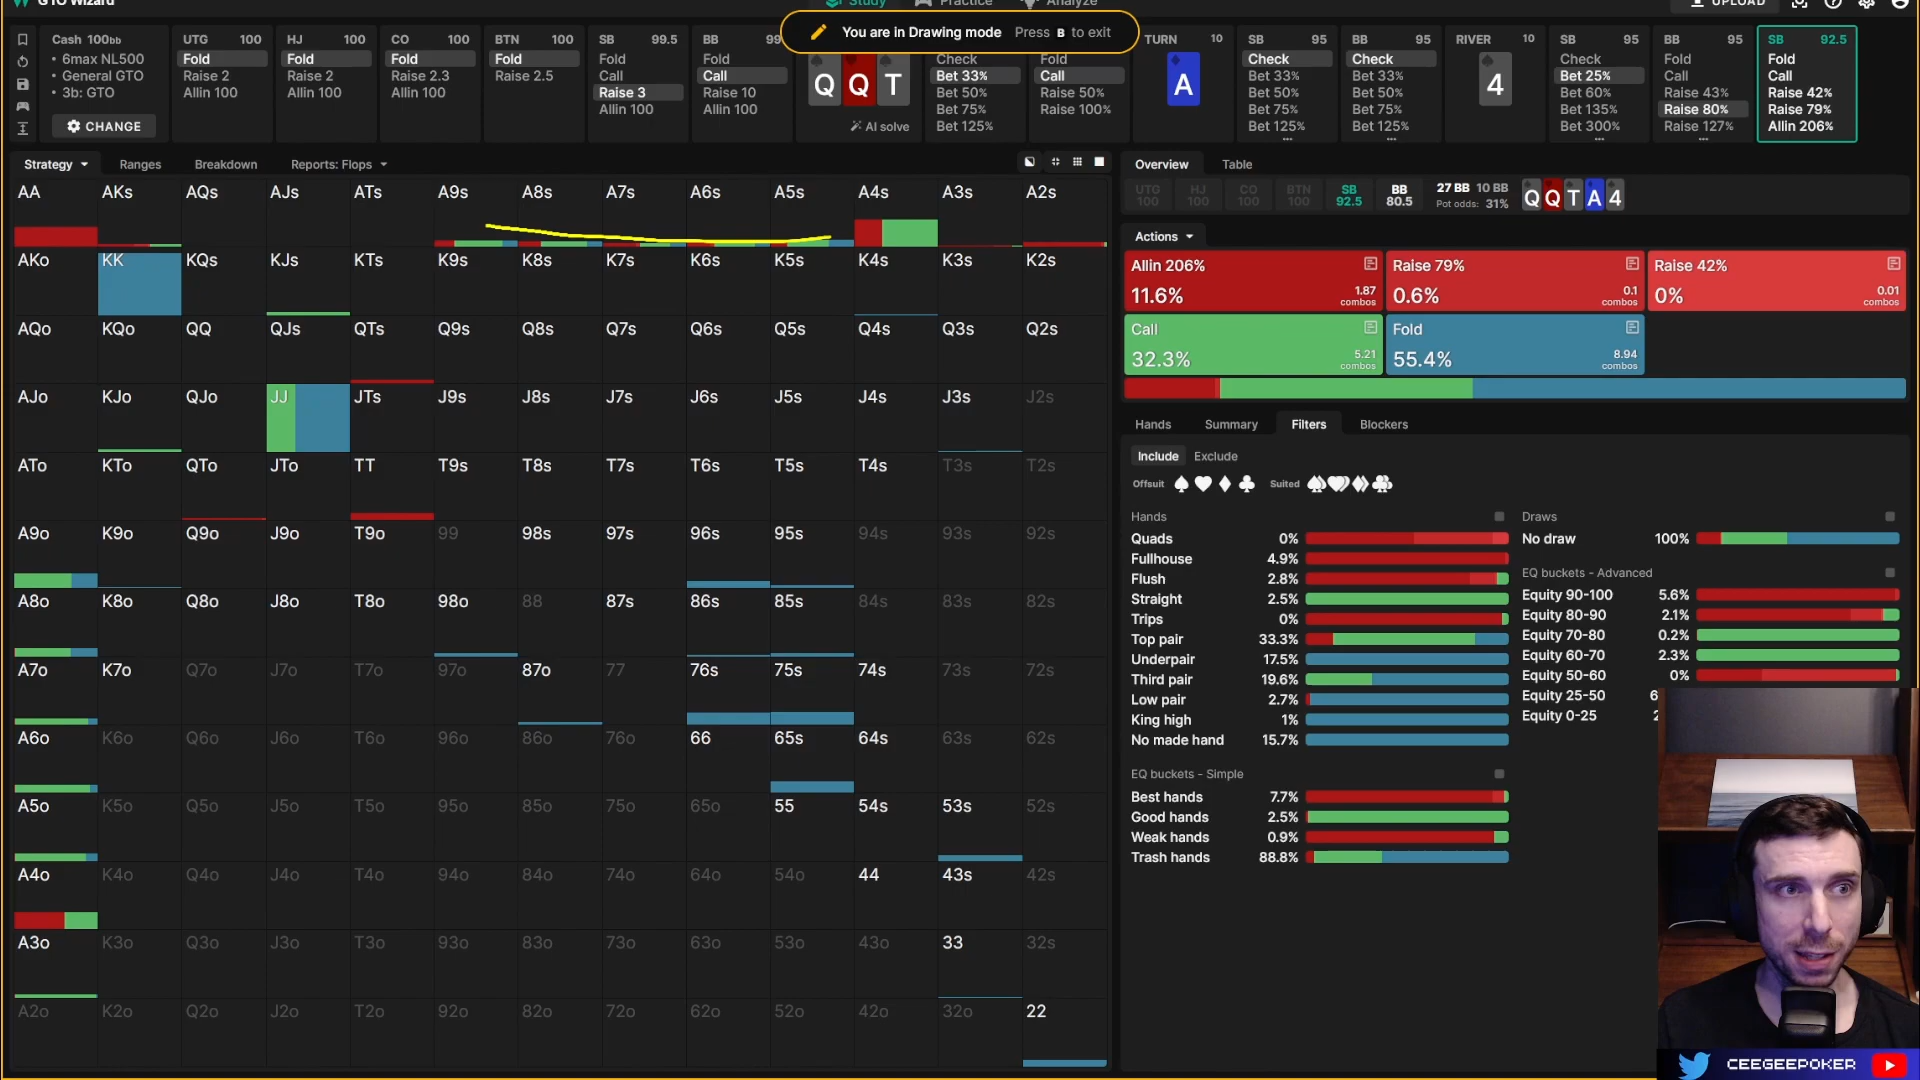 GTO Wizard
Study
Practice
Analyze
UPLOAD
You are in Drawing mode Press B to exit
Cash 100bb
• 6max NL500
• General GTO
• 3b: GTO
CHANGE
UTG 100
Fold
Raise 2
Allin 100
HJ 100
Fold
Raise 2
Allin 100
CO 100
Fold
Raise 2.3
Allin 100
BTN 100
Fold
Raise 2.5
SB 99.5
Fold
Call
Raise 3
Allin 100
BB 99
Fold
Call
Raise 10
Allin 100
Q Q T
AI solve
Check
Bet 33%
Bet 50%
Bet 75%
Bet 125%
Fold
Call
Raise 50%
Raise 100%
TURN 10
A
SB 95
Check
Bet 33%
Bet 50%
Bet 75%
Bet 125%
BB 95
Check
Bet 33%
Bet 50%
Bet 75%
Bet 125%
RIVER 10
4
SB 95
Check
Bet 25%
Bet 60%
Bet 135%
Bet 300%
BB 95
Fold
Call
Raise 43%
Raise 80%
Raise 127%
SB 92.5
Fold
Call
Raise 42%
Raise 79%
Allin 206%
Strategy Ranges Breakdown Reports: Flops
AA AKs AQs AJs ATs A9s A8s A7s A6s A5s A4s A3s A2s
AKo KK KQs KJs KTs K9s K8s K7s K6s K5s K4s K3s K2s
AQo KQo QQ QJs QTs Q9s Q8s Q7s Q6s Q5s Q4s Q3s Q2s
AJo KJo QJo JJ JTs J9s J8s J7s J6s J5s J4s J3s J2s
ATo KTo QTo JTo TT T9s T8s T7s T6s T5s T4s T3s T2s
A9o K9o Q9o J9o T9o 99 98s 97s 96s 95s 94s 93s 92s
A8o K8o Q8o J8o T8o 98o 88 87s 86s 85s 84s 83s 82s
A7o K7o Q7o J7o T7o 97o 87o 77 76s 75s 74s 73s 72s
A6o K6o Q6o J6o T6o 96o 86o 76o 66 65s 64s 63s 62s
A5o K5o Q5o J5o T5o 95o 85o 75o 65o 55 54s 53s 52s
A4o K4o Q4o J4o T4o 94o 84o 74o 64o 54o 44 43s 42s
A3o K3o Q3o J3o T3o 93o 83o 73o 63o 53o 43o 33 32s
A2o K2o Q2o J2o T2o 92o 82o 72o 62o 52o 42o 32o 22
Overview Table
UTG 100
HJ 100
CO 100
BTN 100
SB 92.5
BB 80.5
27 BB 10 BB
Pot odds: 31%
Q Q T A 4
Actions
Allin 206%
11.6% 1.87 combos
Raise 79%
0.6% 0.1 combos
Raise 42%
0% 0.01 combos
Call
32.3% 5.21 combos
Fold
55.4% 8.94 combos
Hands Summary Filters Blockers
Include Exclude
Offsuit
Suited
Hands
Quads 0%
Fullhouse 4.9%
Flush 2.8%
Straight 2.5%
Trips 0%
Top pair 33.3%
Underpair 17.5%
Third pair 19.6%
Low pair 2.7%
King high 1%
No made hand 15.7%
EQ buckets - Simple
Best hands 7.7%
Good hands 2.5%
Weak hands 0.9%
Trash hands 88.8%
Draws
No draw 100%
EQ buckets - Advanced
Equity 90-100 5.6%
Equity 80-90 2.1%
Equity 70-80 0.2%
Equity 60-70 2.3%
Equity 50-60 0%
Equity 25-50 6
Equity 0-25 2
CEEGEEPOKER